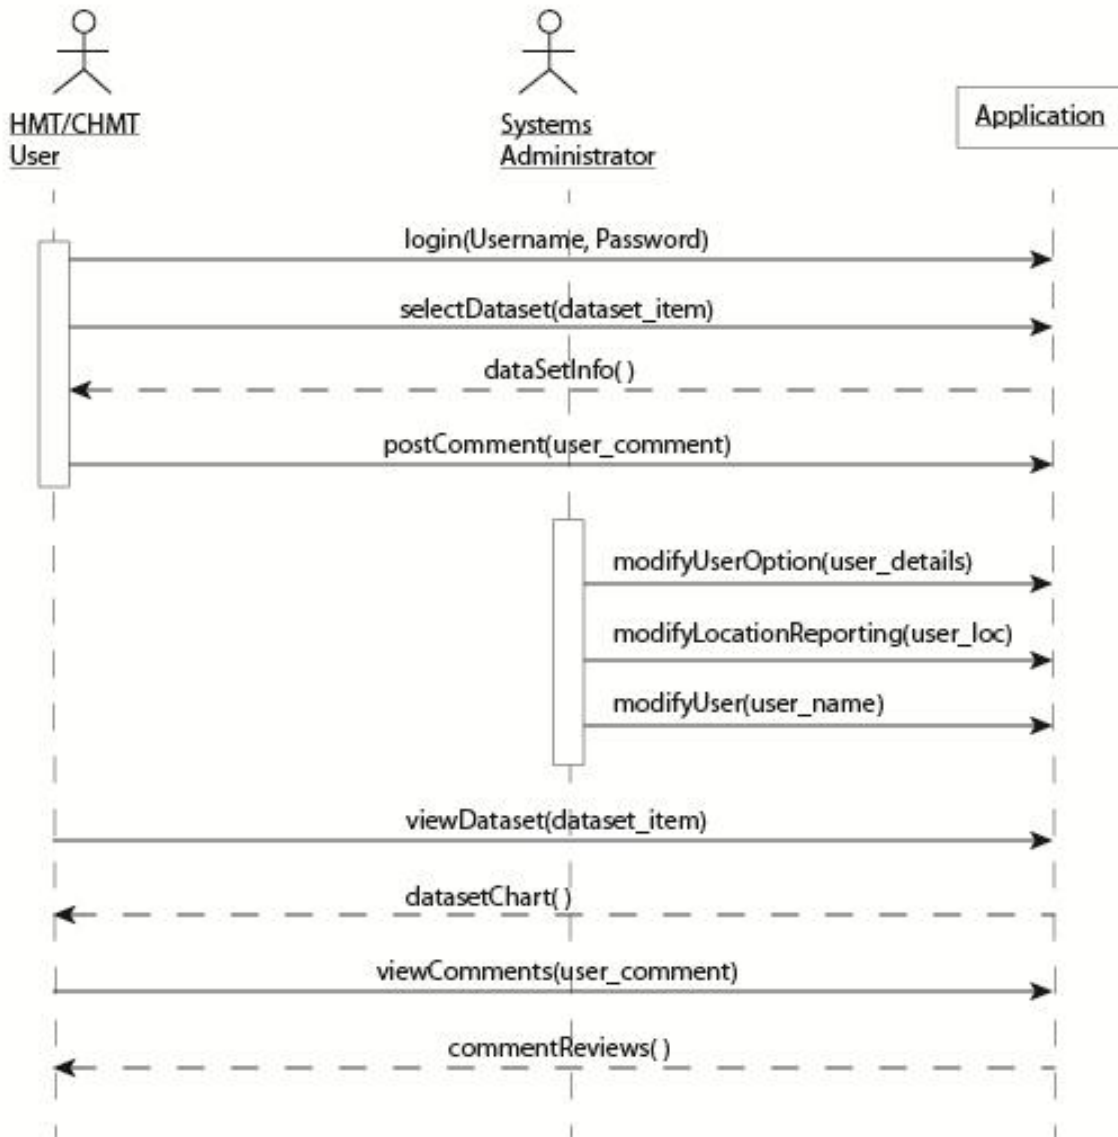 HMT/CHMT
User
Systems
Administrator
Application
login(Username, Password)
selectDataset(dataset_item)
dataSetInfo( )
postComment(user_comment)
modifyUserOption(user_details)
modifyLocationReporting(user_loc)
modifyUser(user_name)
viewDataset(dataset_item)
datasetChart( )
viewComments(user_comment)
commentReviews( )